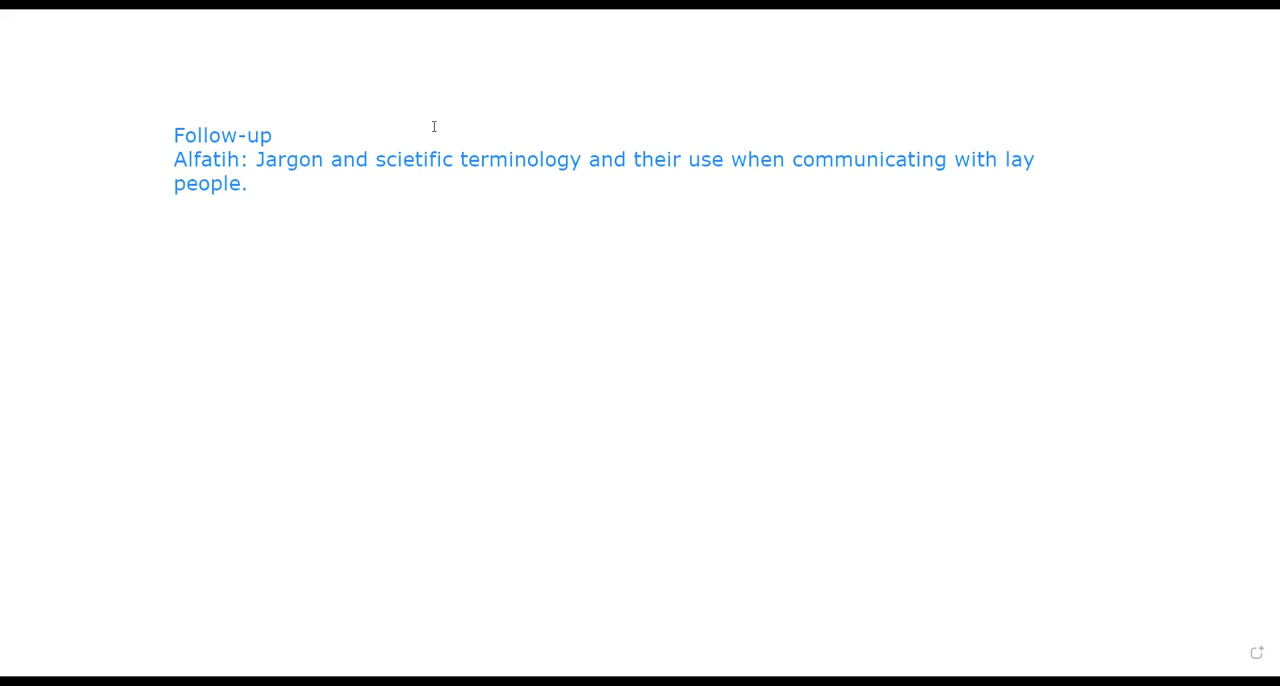 Follow-up
Alfatih: Jargon and scietific terminology and their use when communicating with lay
people.